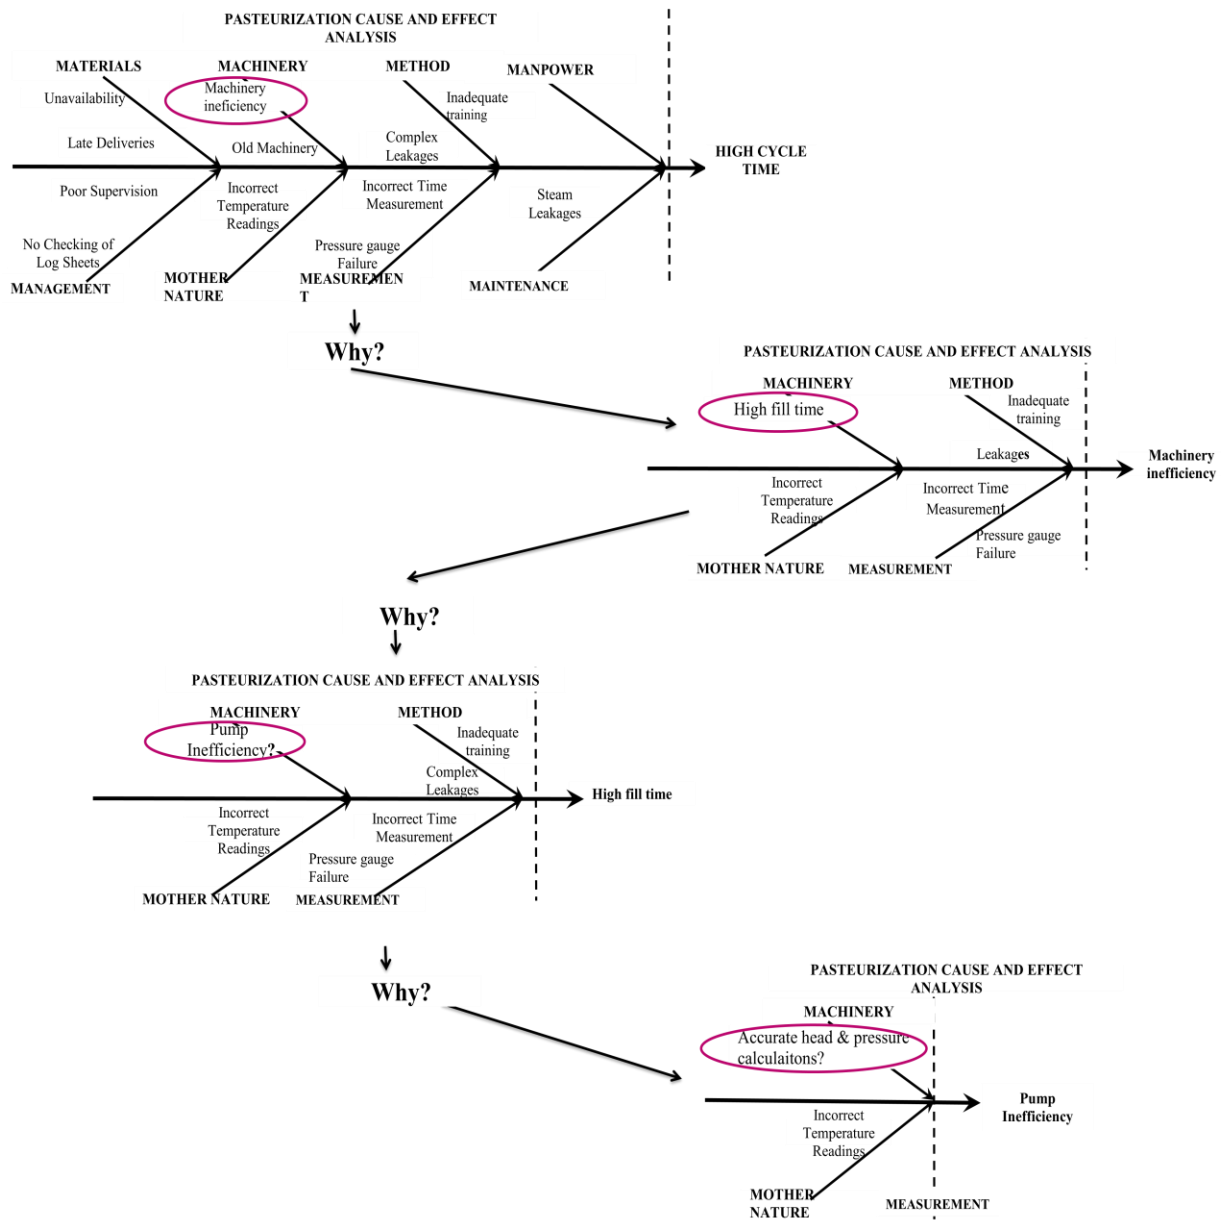 PASTEURIZATION CAUSE AND EFFECT
ANALYSIS
MATERIALS
MACHINERY
METHOD
MANPOWER
Unavailability
Machinery
ineficiency
Inadequate
training
Late Deliveries
Old Machinery
Complex
Leakages
HIGH CYCLE
TIME
Poor Supervision
Incorrect
Temperature
Readings
Incorrect Time
Measurement
Steam
Leakages
No Checking of
Log Sheets
Pressure gauge
Failure
MANAGEMENT
MOTHER
NATURE
MEASUREMEN
T
MAINTENANCE
Why?
PASTEURIZATION CAUSE AND EFFECT ANALYSIS
MACHINERY
METHOD
High fill time
Inadequate
training
Leakages
Machinery
inefficiency
Incorrect
Temperature
Readings
Incorrect Time
Measurement
Pressure gauge
Failure
MOTHER NATURE
MEASUREMENT
Why?
PASTEURIZATION CAUSE AND EFFECT ANALYSIS
MACHINERY
METHOD
Pump
Inefficiency?
Inadequate
training
Complex
Leakages
High fill time
Incorrect
Temperature
Readings
Incorrect Time
Measurement
Pressure gauge
Failure
MOTHER NATURE
MEASUREMENT
Why?
PASTEURIZATION CAUSE AND EFFECT
ANALYSIS
MACHINERY
Accurate head & pressure
calculaitons?
Pump
Inefficiency
Incorrect
Temperature
Readings
MOTHER
NATURE
MEASUREMENT